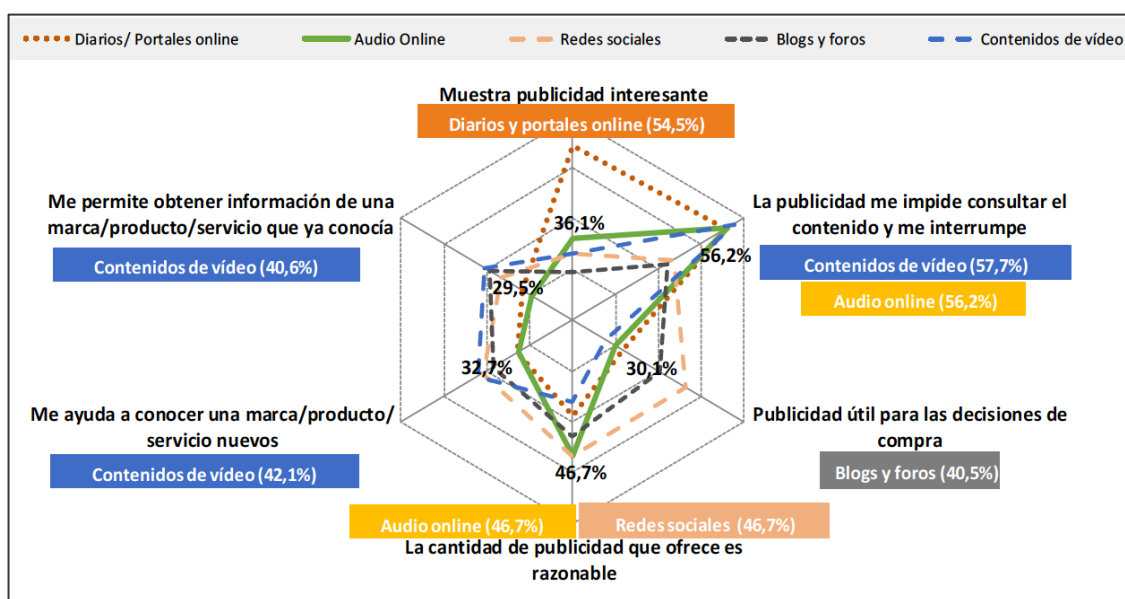 Diarios/ Portales online
Audio Online
Redes sociales
Blogs y foros
Contenidos de vídeo
Muestra publicidad interesante
Diarios y portales online (54,5%)
Me permite obtener información de una
marca/producto/servicio que ya conocía
Contenidos de vídeo (40,6%)
La publicidad me impide consultar el
contenido y me interrumpe
Contenidos de vídeo (57,7%)
Audio online (56,2%)
36,1%
56,2%
29,5%
32,7%
30,1%
46,7%
Me ayuda a conocer una marca/producto/
servicio nuevos
Contenidos de vídeo (42,1%)
Publicidad útil para las decisiones de
compra
Blogs y foros (40,5%)
Audio online (46,7%)
Redes sociales (46,7%)
La cantidad de publicidad que ofrece es
razonable